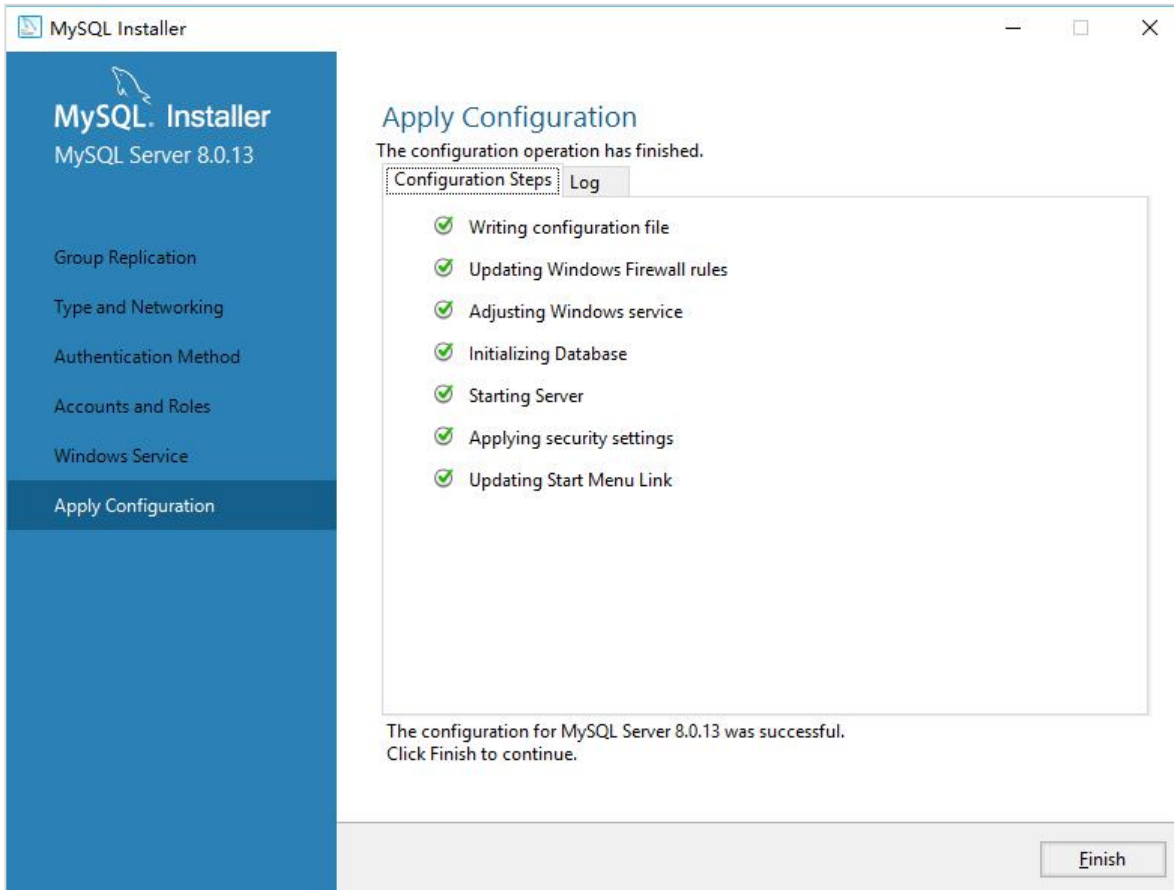 MySQL Installer
MySQL. Installer
MySQL Server 8.0.13
Group Replication
Type and Networking
Authentication Method
Accounts and Roles
Windows Service
Apply Configuration
Apply Configuration
The configuration operation has finished.
Configuration Steps Log
Writing configuration file
Updating Windows Firewall rules
Adjusting Windows service
Initializing Database
Starting Server
Applying security settings
Updating Start Menu Link
The configuration for MySQL Server 8.0.13 was successful.
Click Finish to continue.
Finish